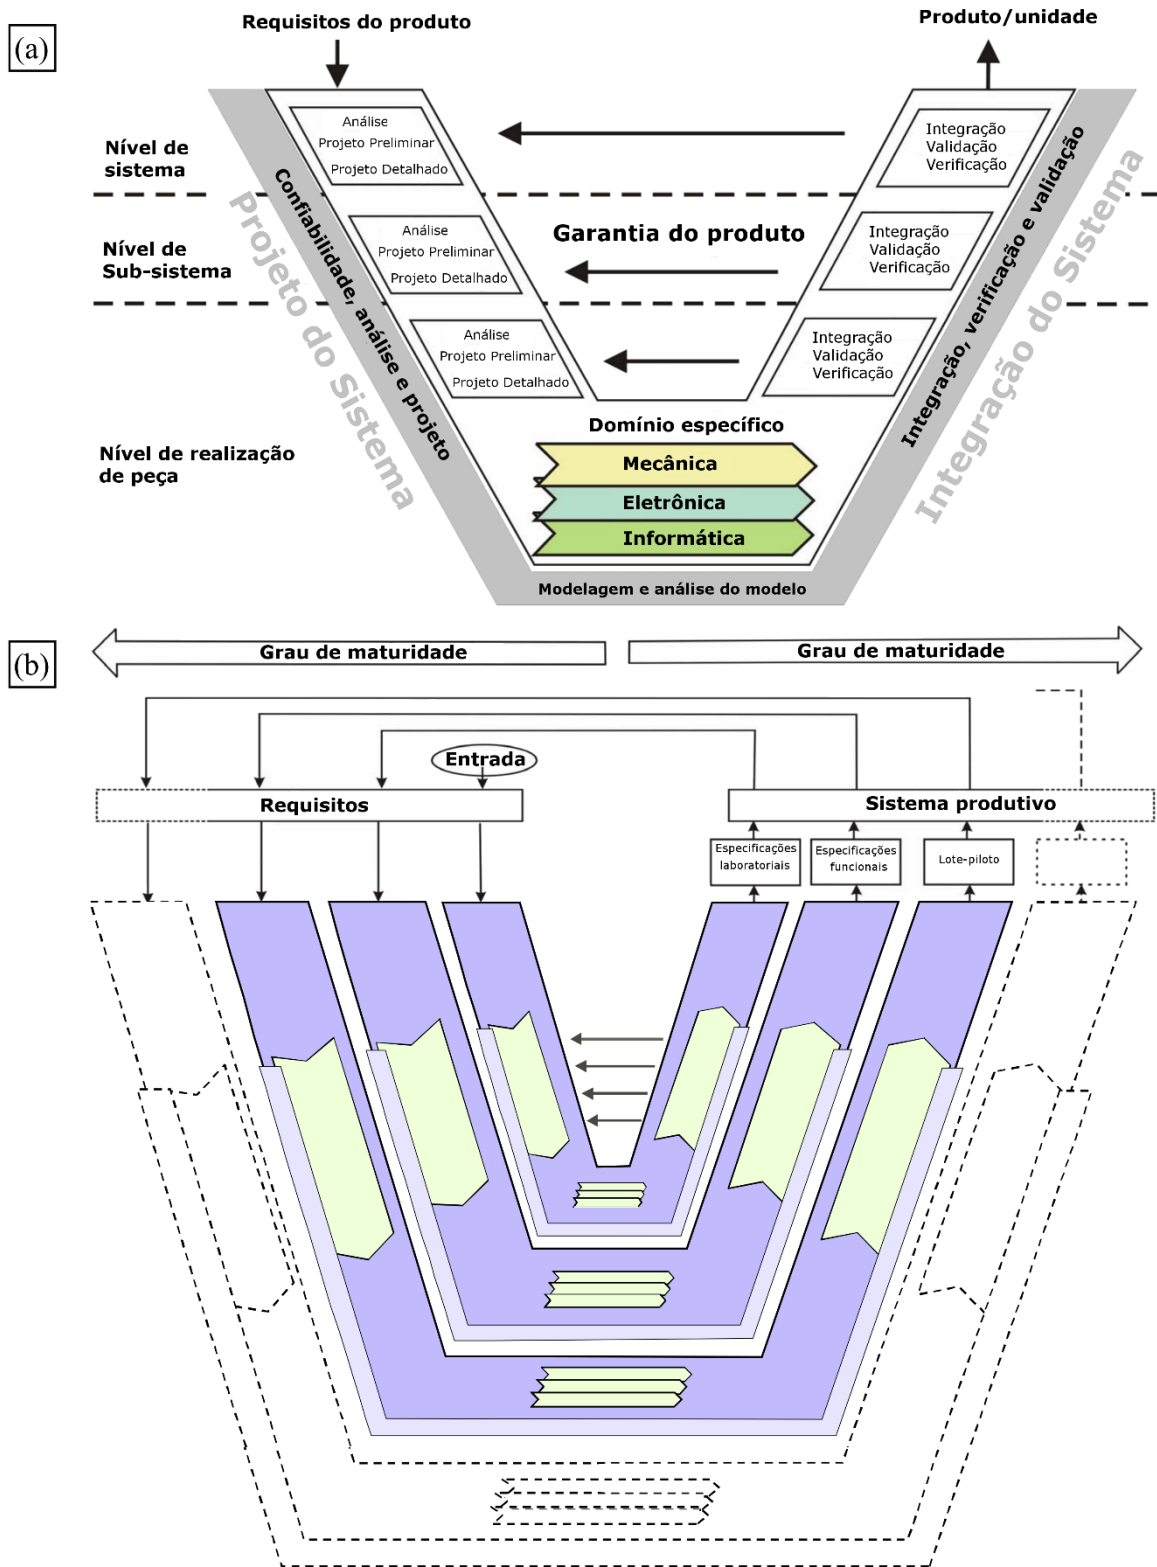 (a)
Requisitos do produto
Produto/unidade
Nível de
sistema
Análise
Projeto Preliminar
Projeto Detalhado
Integração
Validação
Verificação
Nível de
Sub-sistema
Análise
Projeto Preliminar
Projeto Detalhado
Garantia do produto
Integração
Validação
Verificação
Análise
Projeto Preliminar
Projeto Detalhado
Integração
Validação
Verificação
Projeto do Sistema
Confiabilidade, análise e projeto
Integração, verificação e validação
Integração do Sistema
Nível de realização
de peça
Domínio específico
Mecânica
Eletrônica
Informática
Modelagem e análise do modelo
(b)
Grau de maturidade
Grau de maturidade
Entrada
Requisitos
Sistema produtivo
Especificações
laboratoriais
Especificações
funcionais
Lote-piloto